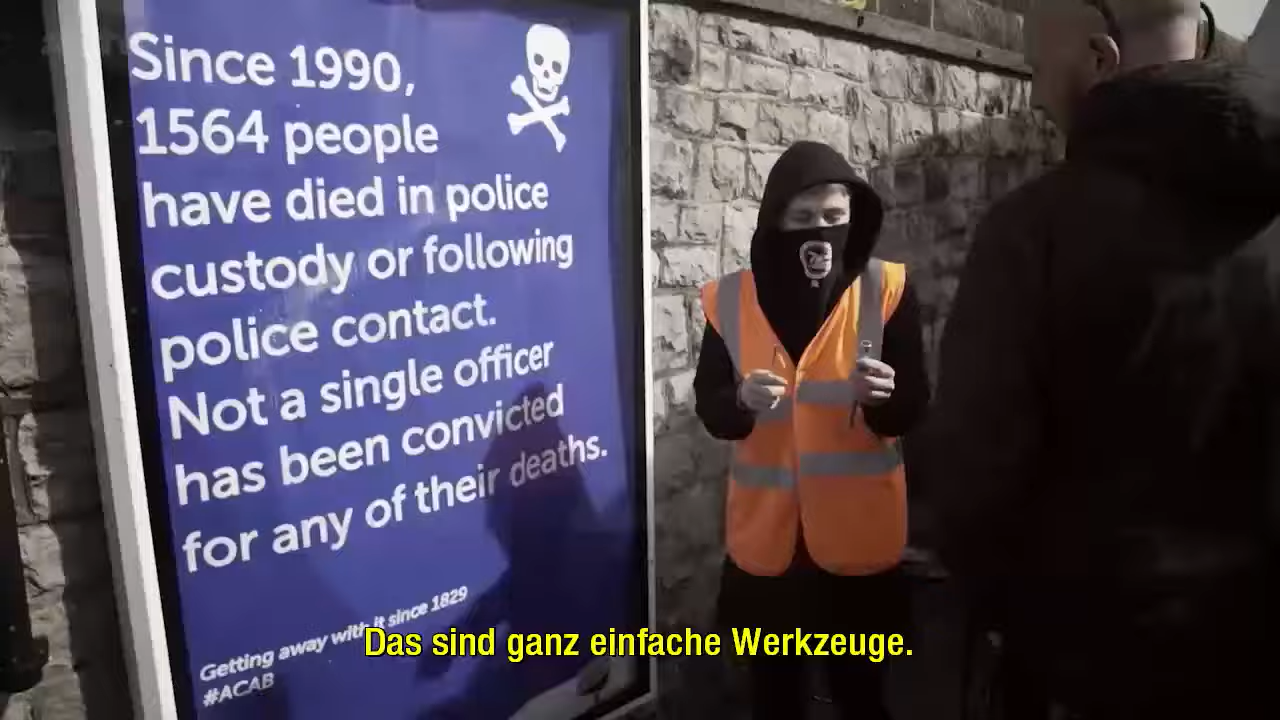 Since 1990,
1564 people
have died in police
custody or following
police contact.
Not a single officer
has been convicted
for any of their deaths.
Getting away with it since 1829
#ACAB
Das sind ganz einfache Werkzeuge.